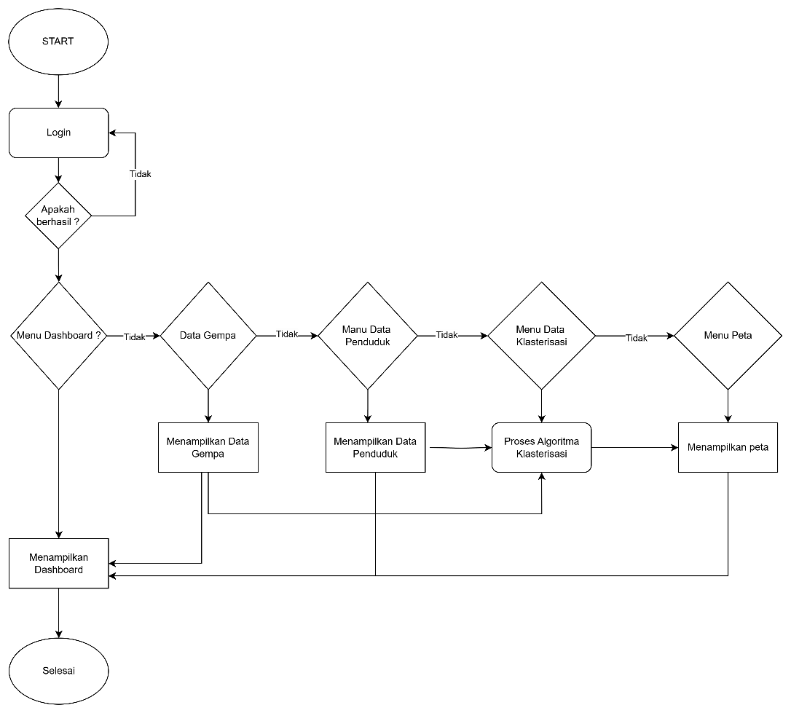 START
Login
Tidak
Apakah
berhasil ?
Menu Dashboard ?
Tidak
Data Gempa
Tidak
Manu Data
Penduduk
Tidak
Menu Data
Klasterisasi
Tidak
Menu Peta
Menampilkan Data
Gempa
Menampilkan Data
Penduduk
Proses Algoritma
Klasterisasi
Menampilkan peta
Menampilkan
Dashboard
Selesai